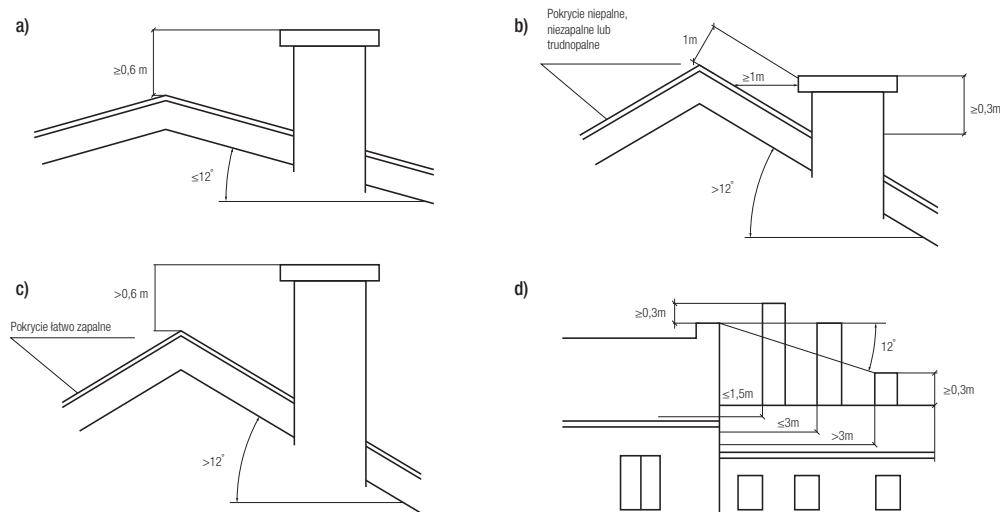 a)
≥0,6 m
≤12°
b)
Pokrycie niepalne,
niezapalne lub
trudnopalne
1m
≥1m
≥0,3m
>12°
c)
>0,6 m
Pokrycie łatwo zapalne
>12°
d)
≥0,3m
12°
≤1,5m
≥0,3m
≤3m
>3m